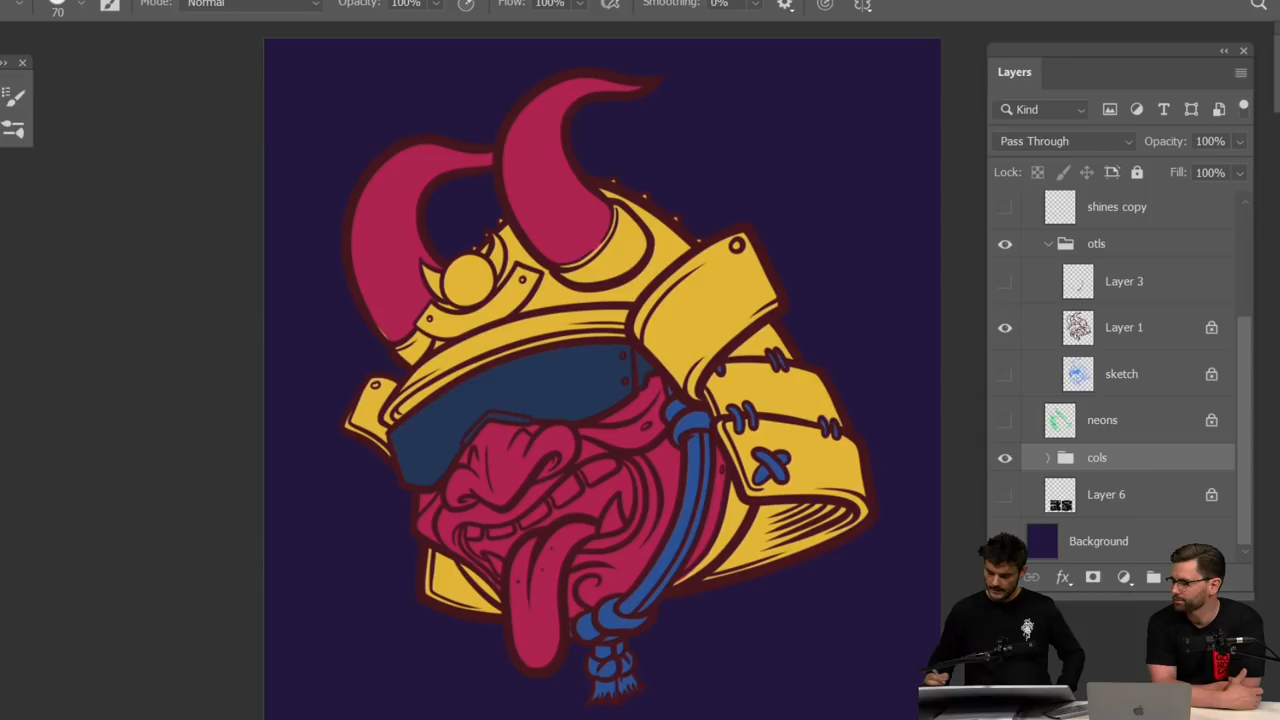 70
Mode: Normal
Opacity: 100%
Flow: 100%
Smoothing: 0%
Layers
Kind
Pass Through
Opacity: 100%
Lock:
Fill: 100%
shines copy
otls
Layer 3
Layer 1
sketch
neons
cols
Layer 6
Background
fx